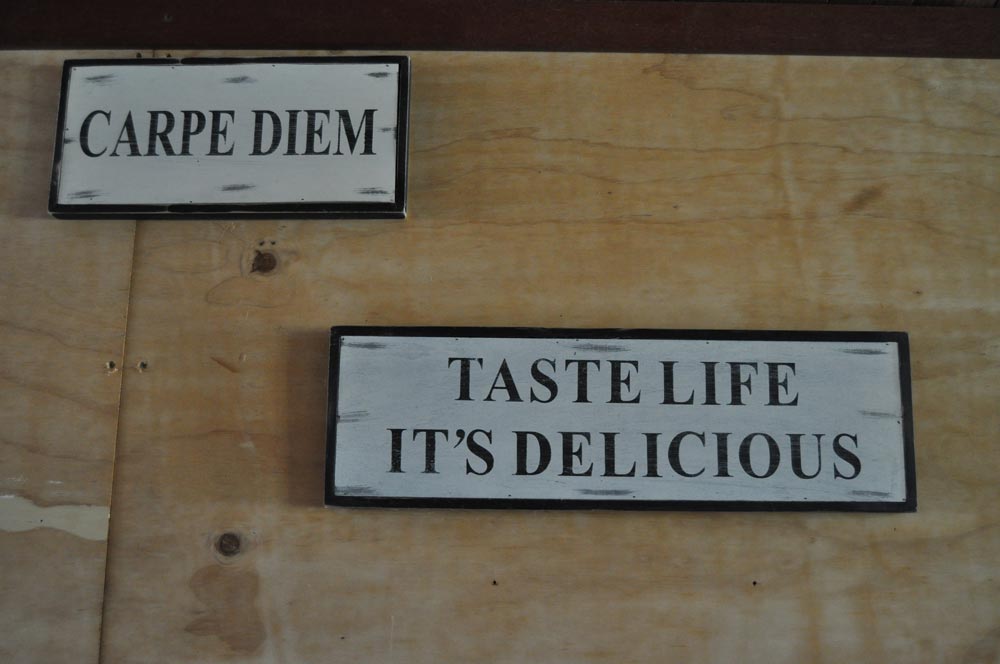 CARPE DIEM
TASTE LIFE
IT'S DELICIOUS